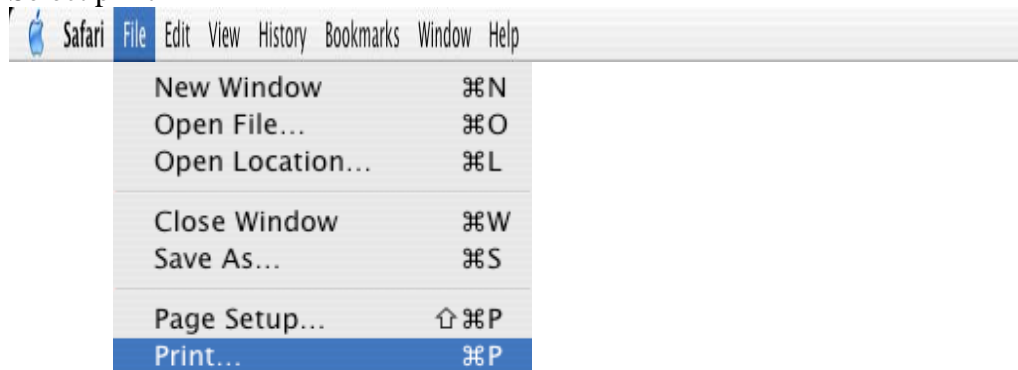 Safari File Edit View History Bookmarks Window Help
New Window ⌘N
Open File... ⌘O
Open Location... ⌘L
Close Window ⌘W
Save As... ⌘S
Page Setup... ⇧⌘P
Print... ⌘P